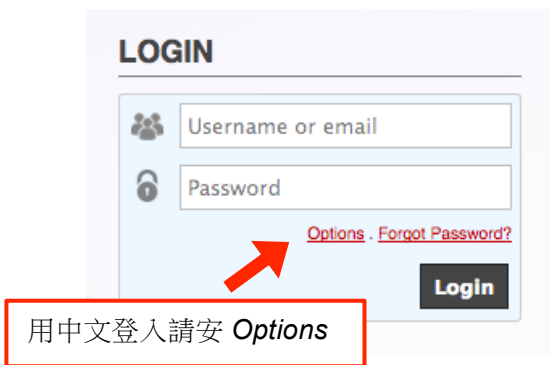 LOGIN
Username or email
Password
Options . Forgot Password?
Login
用中文登入請安 Options